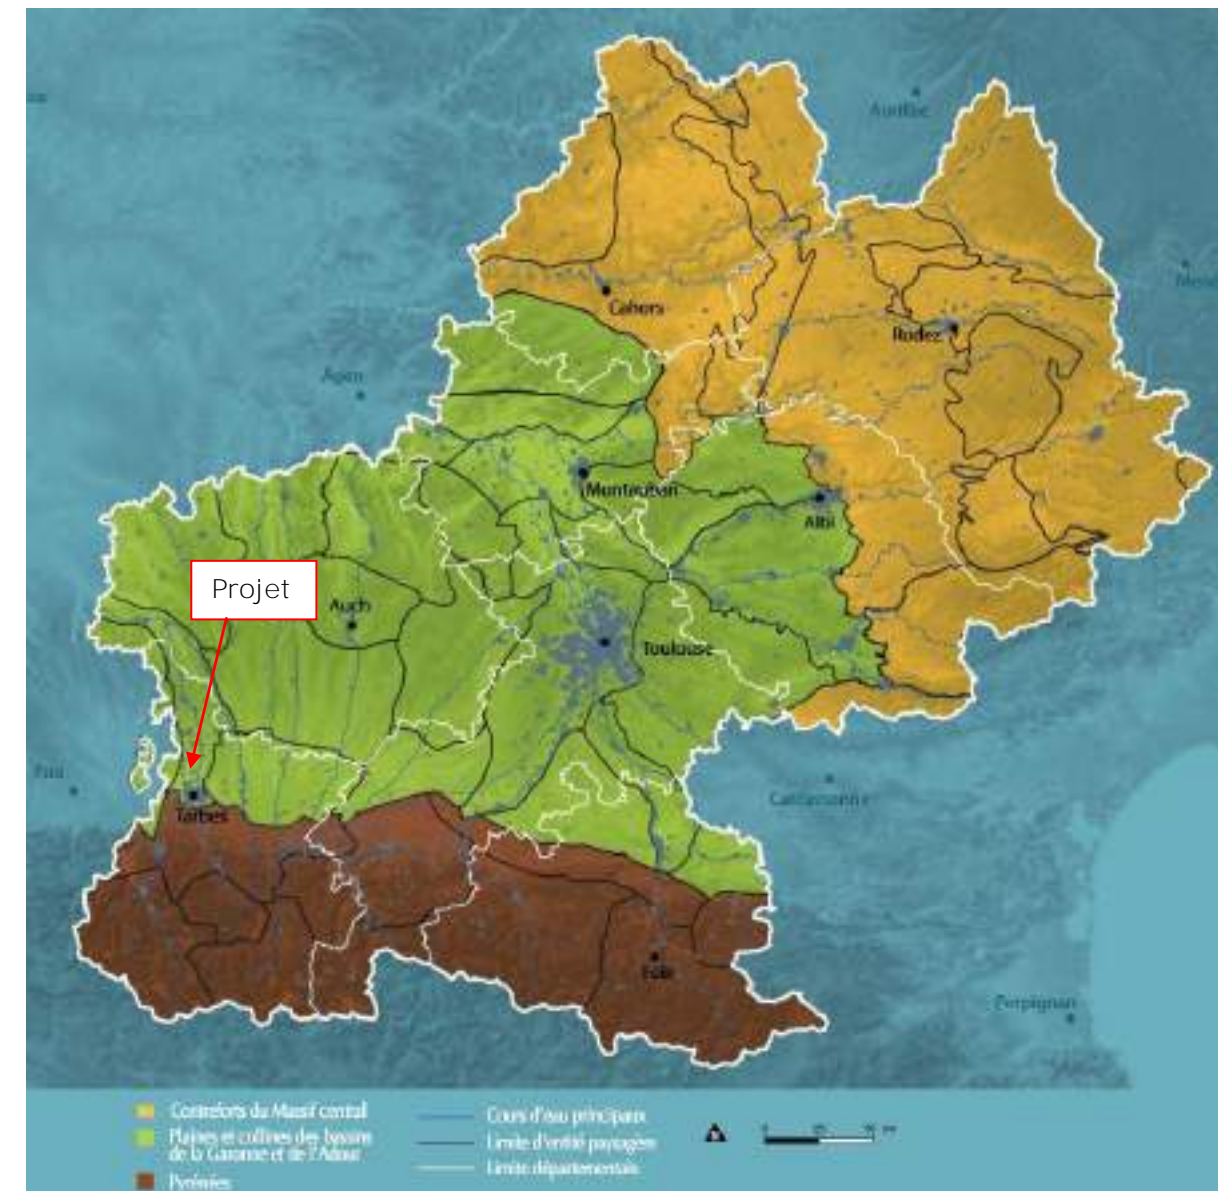 Aurillac
Mende
Cahors
Rodez
Agen
Montauban
Albi
Projet
Auch
Toulouse
Pau
Tarbes
Carcassonne
Foix
Perpignan
Contreforts du Massif central
Plaines et collines des bassins
de la Garonne et de l'Adour
Pyrénées
Cours d'eau principaux
Limite d'entité paysagère
Limite départementale
N
0